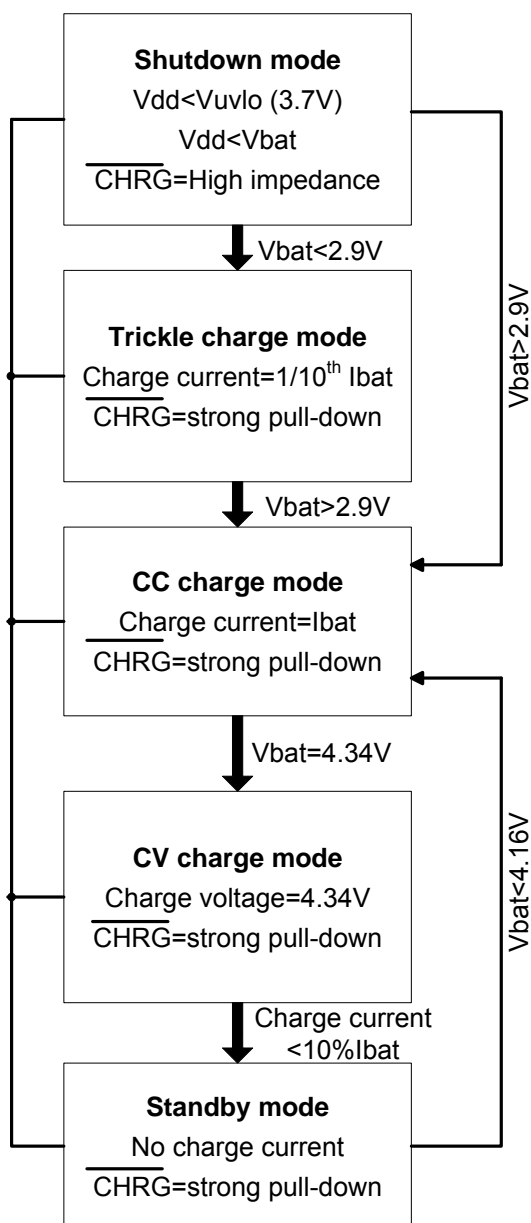 Shutdown mode
Vdd<Vuvlo (3.7V)
Vdd<Vbat
CHRG=High impedance
Vbat<2.9V
Vbat>2.9V
Trickle charge mode
Charge current=1/10th Ibat
CHRG=strong pull-down
Vbat>2.9V
CC charge mode
Charge current=Ibat
CHRG=strong pull-down
Vbat=4.34V
Vbat<4.16V
CV charge mode
Charge voltage=4.34V
CHRG=strong pull-down
Charge current
<10%Ibat
Standby mode
No charge current
CHRG=strong pull-down